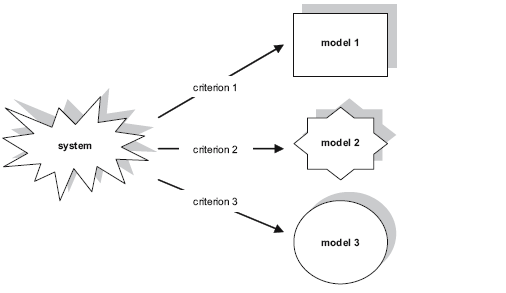 model 1
criterion 1
system
criterion 2
model 2
criterion 3
model 3